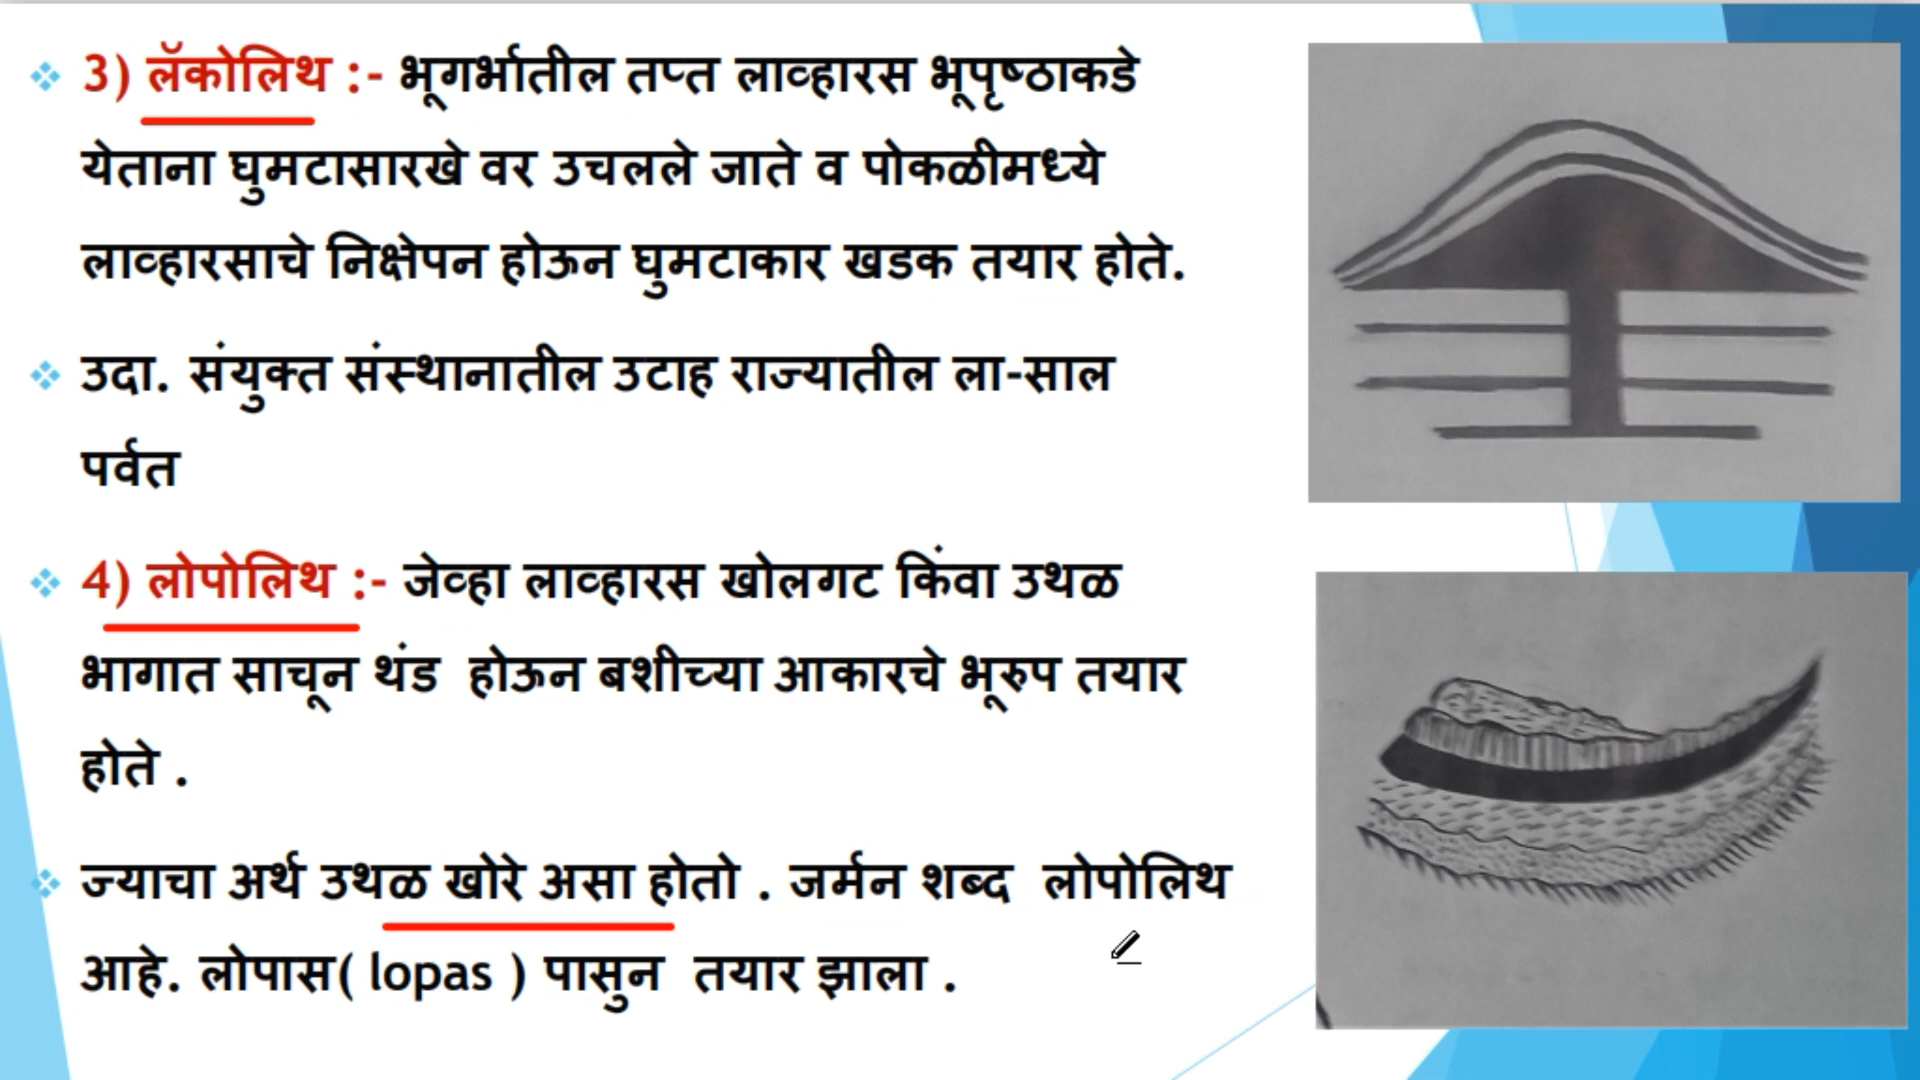 3) लॅकोलिथ :- भूगर्भातील तप्त लाव्हारस भूपृष्ठाकडे
येताना घुमटासारखे वर उचलले जाते व पोकळीमध्ये
लाव्हारसाचे निक्षेपन होऊन घुमटाकार खडक तयार होते.
उदा. संयुक्त संस्थानातील उटाह राज्यातील ला-साल
पर्वत
4) लोपोलिथ :- जेव्हा लाव्हारस खोलगट किंवा उथळ
भागात साचून थंड होऊन बशीच्या आकारचे भूरुप तयार
होते .
ज्याचा अर्थ उथळ खोरे असा होतो . जर्मन शब्द लोपोलिथ
आहे. लोपास( lopas ) पासुन तयार झाला .